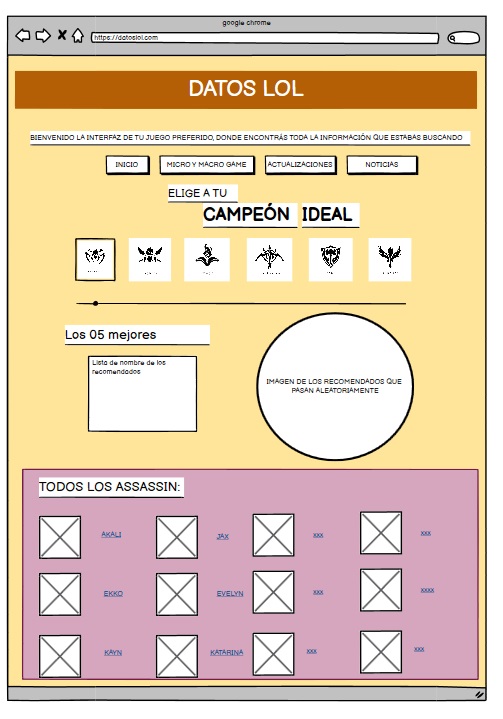 google chrome
https://datoslol.com
DATOS LOL
BIENVENIDO LA INTERFAZ DE TU JUEGO PREFERIDO, DONDE ENCONTRÁS TODA LA INFORMACIÓN QUE ESTABAS BUSCANDO
INICIO MICRO Y MACRO GAME ACTUALIZACIONES NOTICIAS
ELIGE A TU
CAMPEÓN IDEAL
Los 05 mejores
Lista de nombre de los
recomendados
IMÁGEN DE LOS RECOMENDADOS QUE
PASAN ALEATORIAMENTE
TODOS LOS ASSASSIN:
AKALI JAX xxx xxx
EKKO EVELYN xxx xxxx
KAYN KATARINA xxx xxx